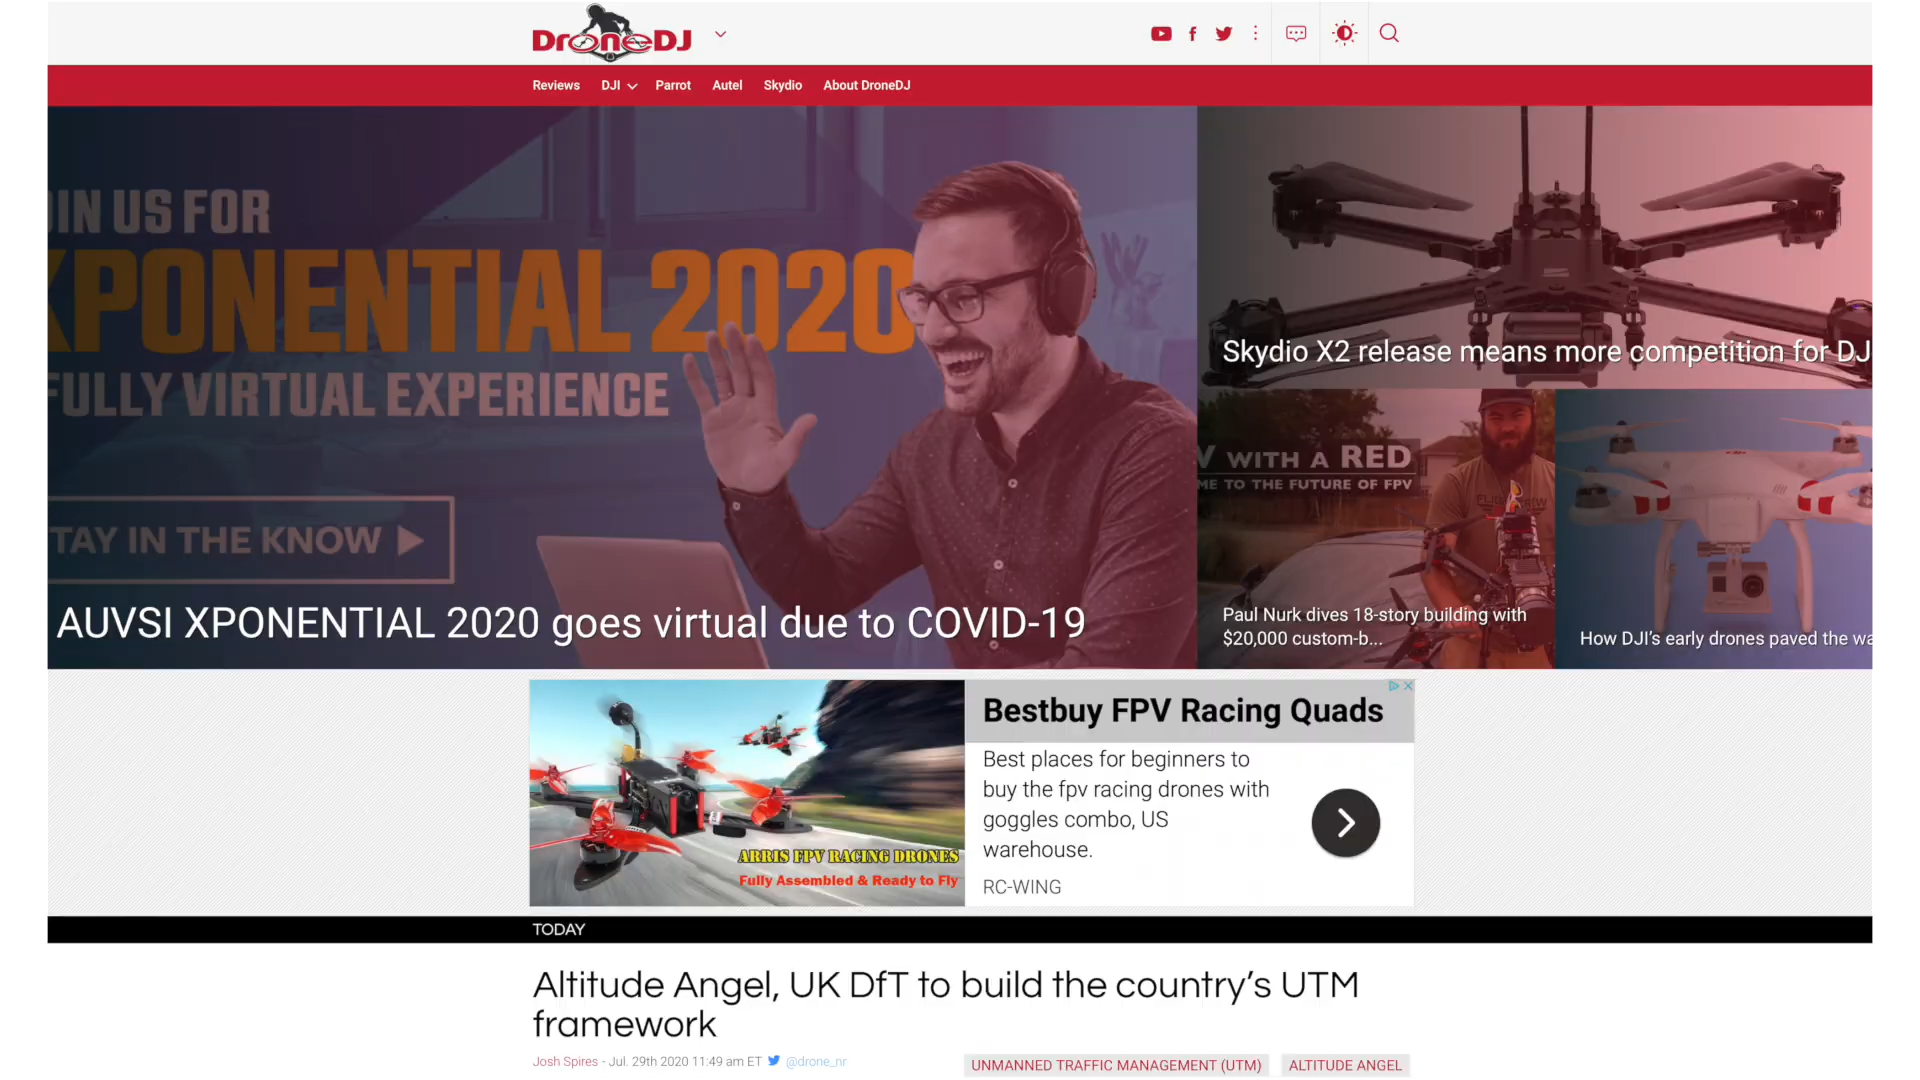 DroneDJ
Reviews DJI Parrot Autel Skydio About DroneDJ
IN US FOR
XPONENTIAL 2020
FULLY VIRTUAL EXPERIENCE
TAY IN THE KNOW
AUVSI XPONENTIAL 2020 goes virtual due to COVID-19
Skydio X2 release means more competition for DJ
V WITH A RED
ME TO THE FUTURE OF FPV
Paul Nurk dives 18-story building with
$20,000 custom-b...
How DJI's early drones paved the wa
ARRIS FPV RACING DRONES
Fully Assembled & Ready to Fly
Bestbuy FPV Racing Quads
Best places for beginners to
buy the fpv racing drones with
goggles combo, US
warehouse.
RC-WING
TODAY
Altitude Angel, UK DfT to build the country's UTM
framework
Josh Spires - Jul. 29th 2020 11:49 am ET @drone_nr
UNMANNED TRAFFIC MANAGEMENT (UTM) ALTITUDE ANGEL